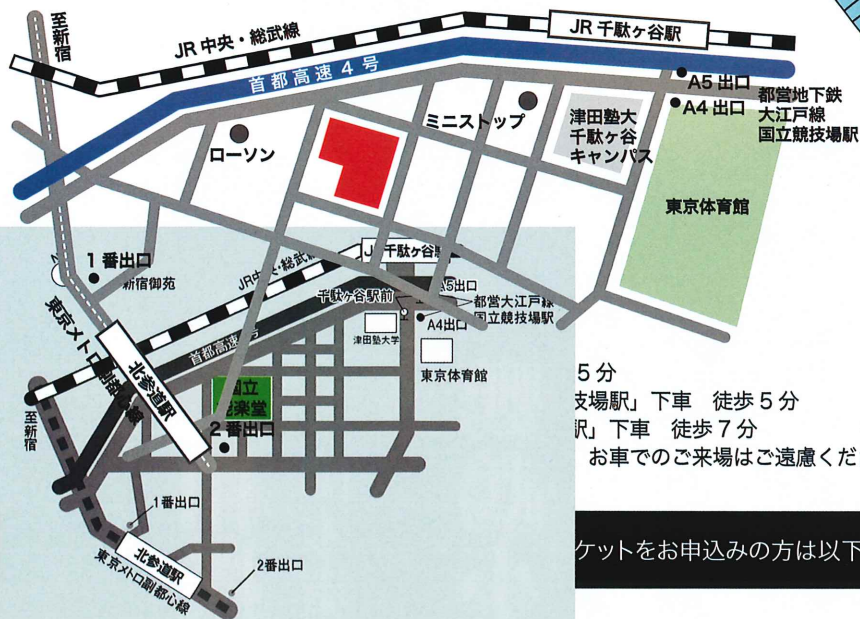 至新宿
JR 中央・総武線
JR 千駄ヶ谷駅
首都高速4号
A5 出口
A4 出口
都営地下鉄
大江戸線
国立競技場駅
ローソン
ミニストップ
津田塾大
千駄ヶ谷
キャンパス
東京体育館
1 番出口
新宿御苑
東京メトロ副都心線
北参道駅
2 番出口
JR中央・総武線
JR 千駄ヶ谷駅
千駄ヶ谷駅前
A5出口
A4出口
都営大江戸線
国立競技場駅
津田塾大学
東京体育館
首都高速4号
国立
能楽堂
至新宿
1番出口
北参道駅
東京メトロ副都心線
2番出口
5 分
技場駅」下車 徒歩 5 分
駅」下車 徒歩 7 分
お車でのご来場はご遠慮くだ
ケットをお申込みの方は以下